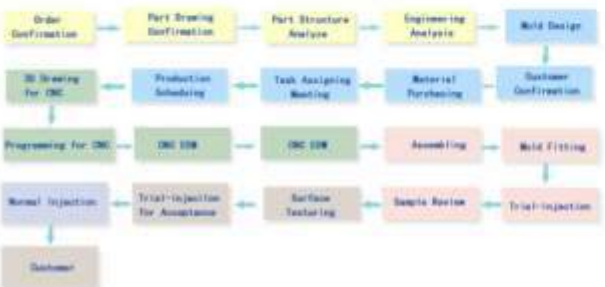 Order
Confirmation
Part Drawing
Confirmation
Part Structure
Analyze
Engineering
Analysis
Mold Design
3D Drawing
for CNC
Production
Scheduling
Task Assigning
Meeting
Material
Purchasing
Customer
Confirmation
Programming for CNC
CNC EDM
CNC EDM
Assembling
Mold Fitting
Normal Injection
Trial-injection
for Acceptance
Surface
Texturing
Sample Review
Trial-injection
Customer